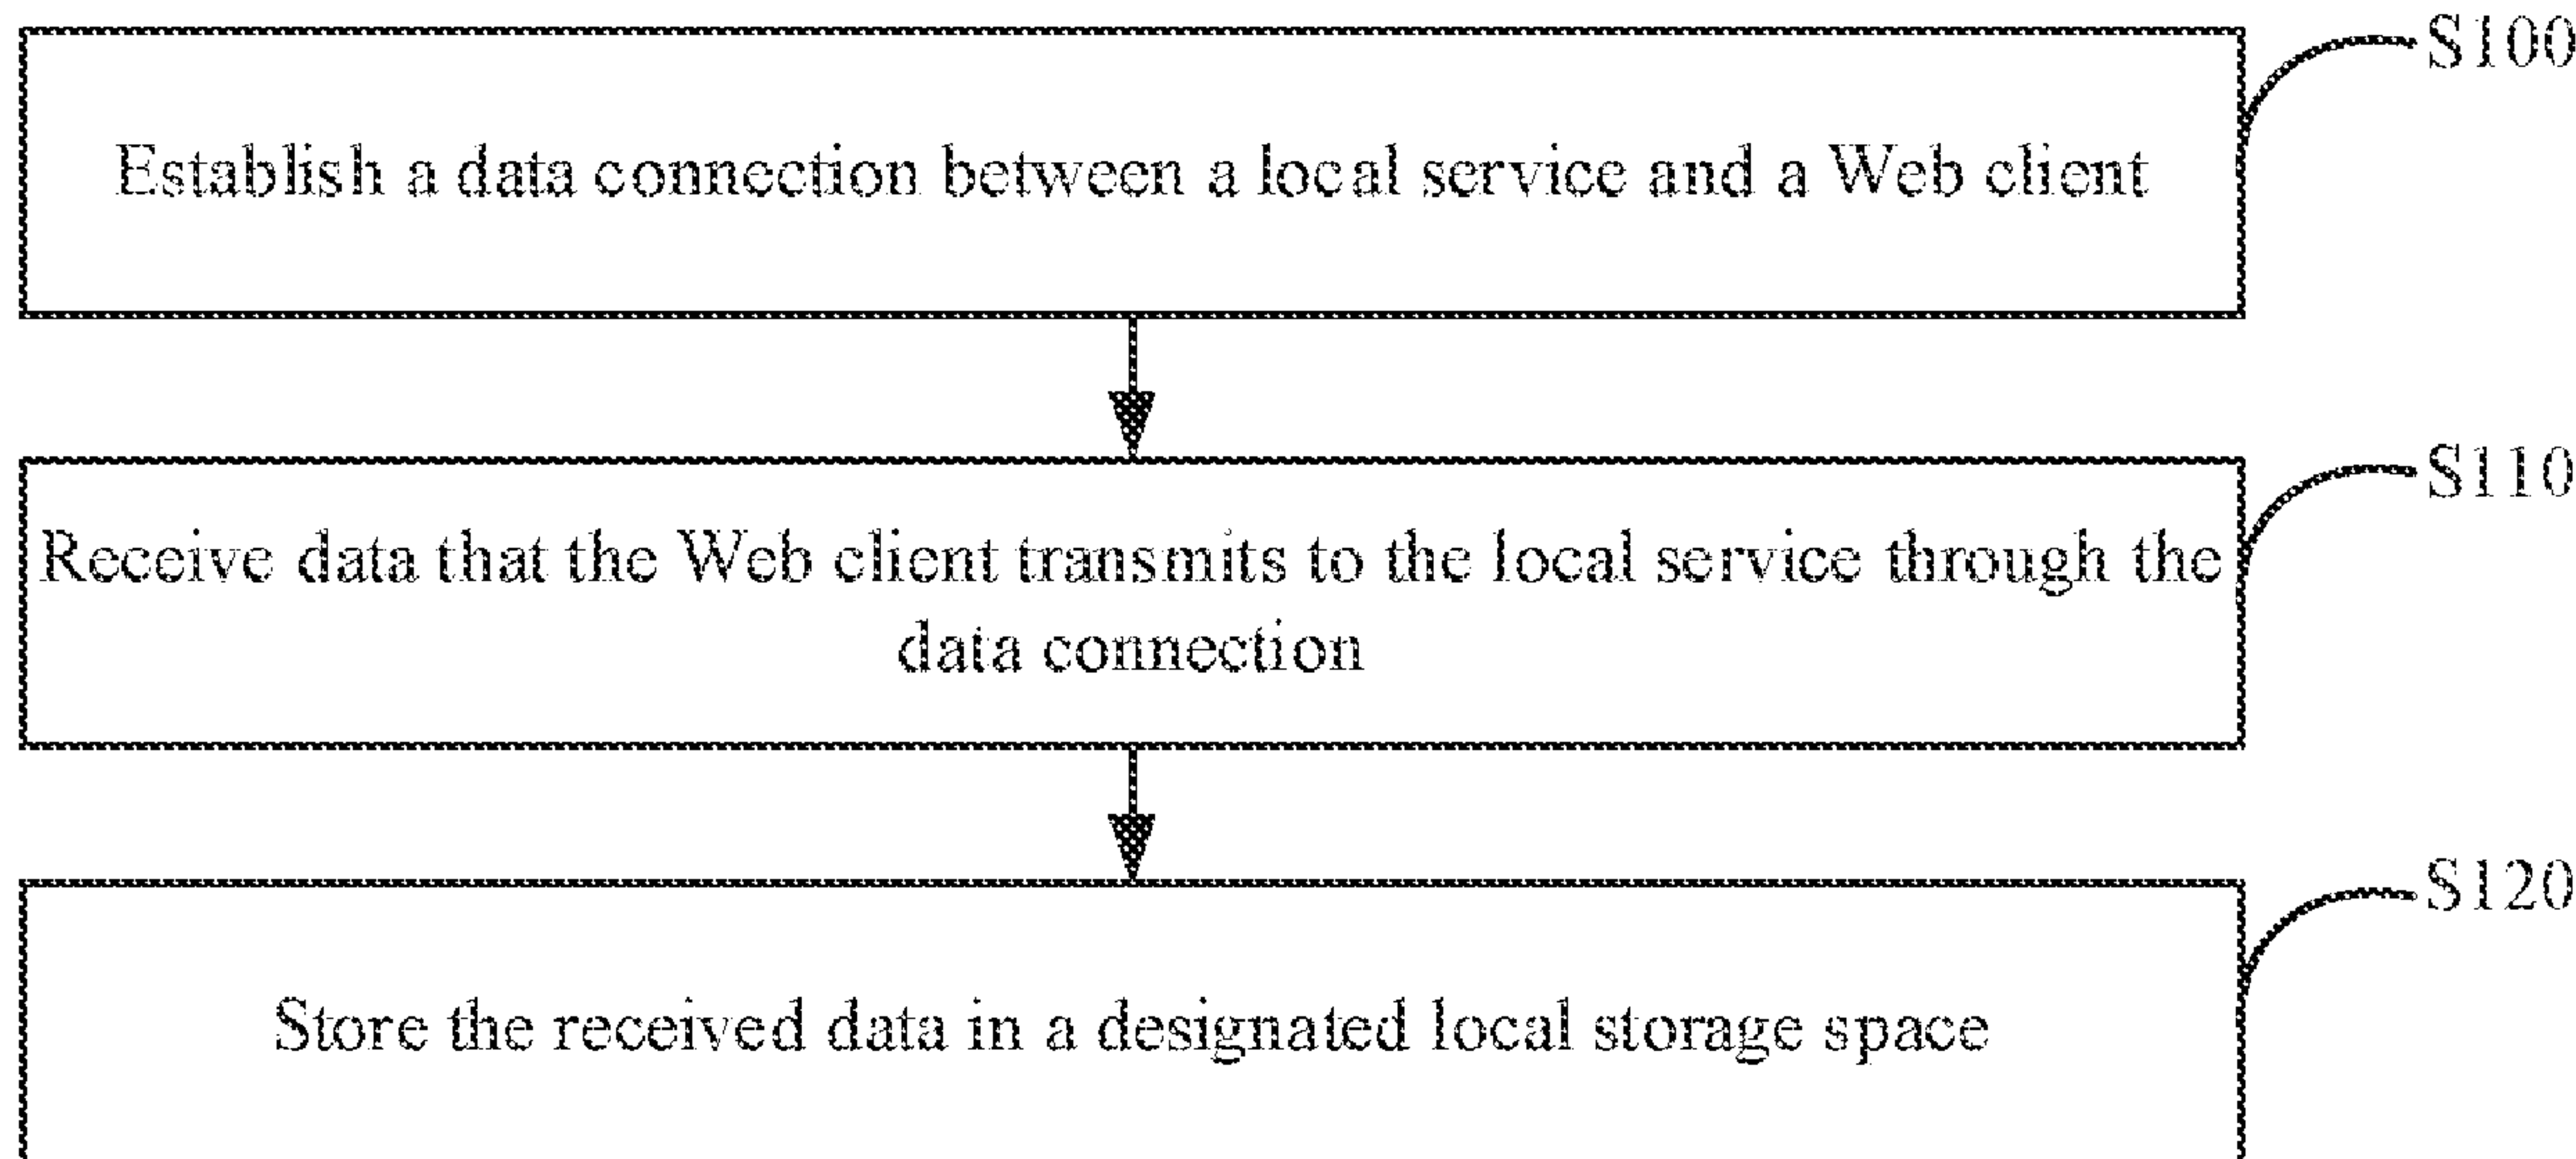 S100
Establish a data connection between a local service and a Web client
S110
Receive data that the Web client transmits to the local service through the
data connection
S120
Store the received data in a designated local storage space